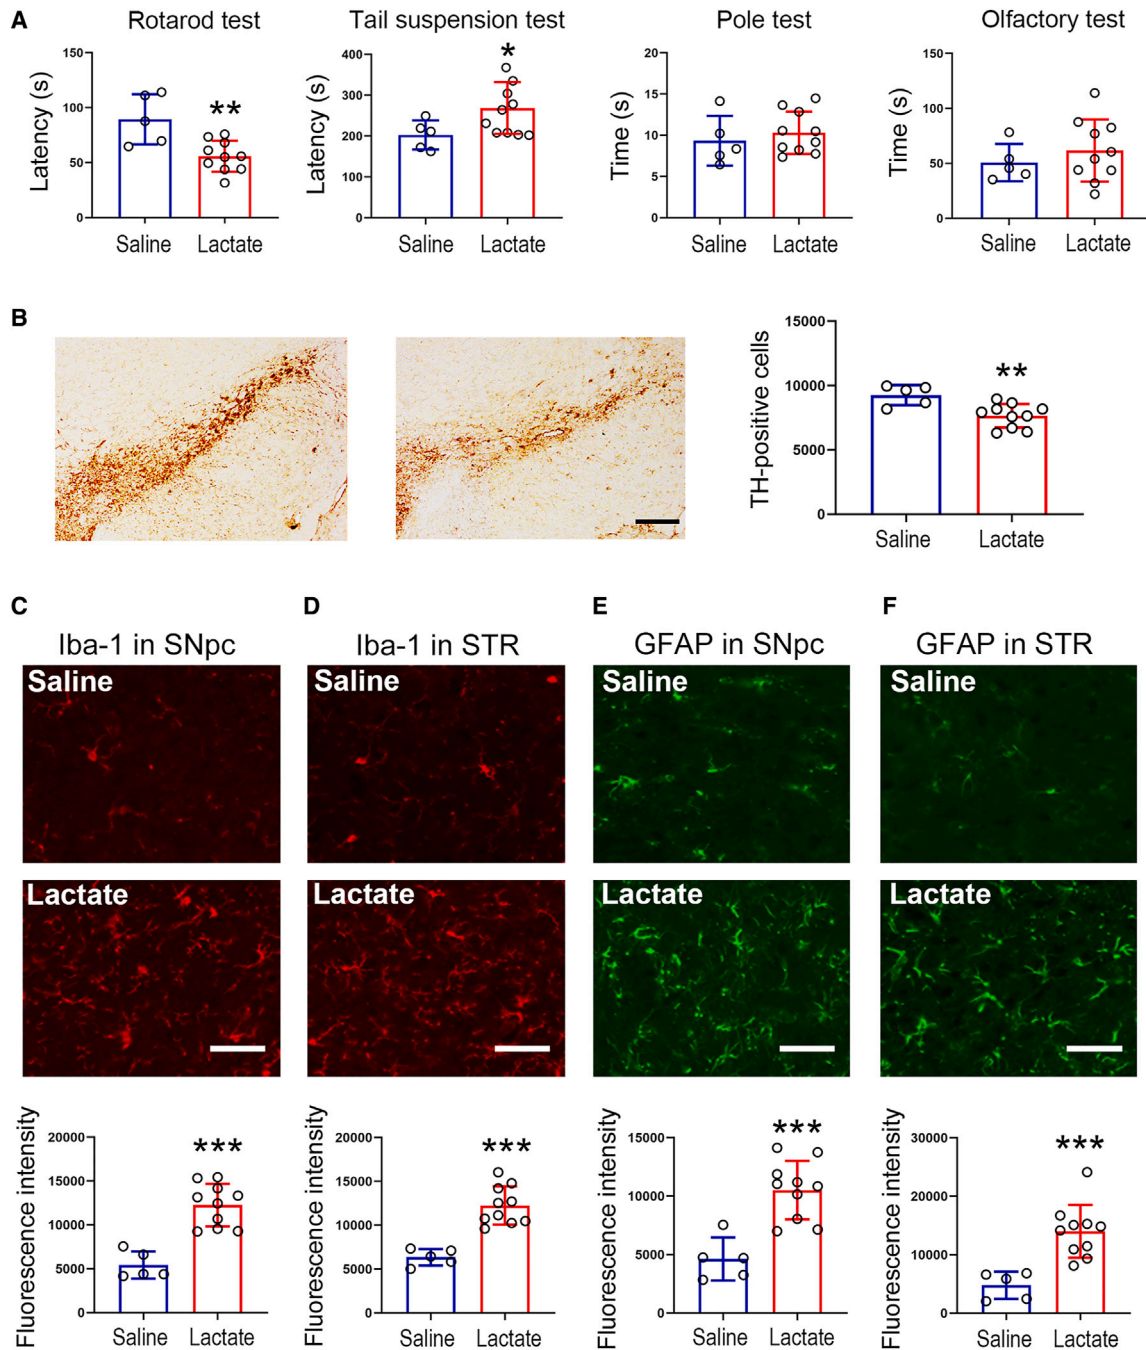 A
Rotarod test
Tail suspension test
Pole test
Olfactory test
Latency (s)
150
100
50
0
**
Saline
Lactate
Latency (s)
400
300
200
100
0
*
Saline
Lactate
Time (s)
20
15
10
5
0
Saline
Lactate
Time (s)
150
100
50
0
Saline
Lactate
B
TH-positive cells
15000
10000
5000
0
**
Saline
Lactate
C
D
E
F
Iba-1 in SNpc
Iba-1 in STR
GFAP in SNpc
GFAP in STR
Saline
Saline
Saline
Saline
Lactate
Lactate
Lactate
Lactate
Fluorescence intensity
20000
15000
10000
5000
0
***
Saline
Lactate
Fluorescence intensity
20000
15000
10000
5000
0
***
Saline
Lactate
Fluorescence intensity
15000
10000
5000
0
***
Saline
Lactate
Fluorescence intensity
30000
20000
10000
0
***
Saline
Lactate